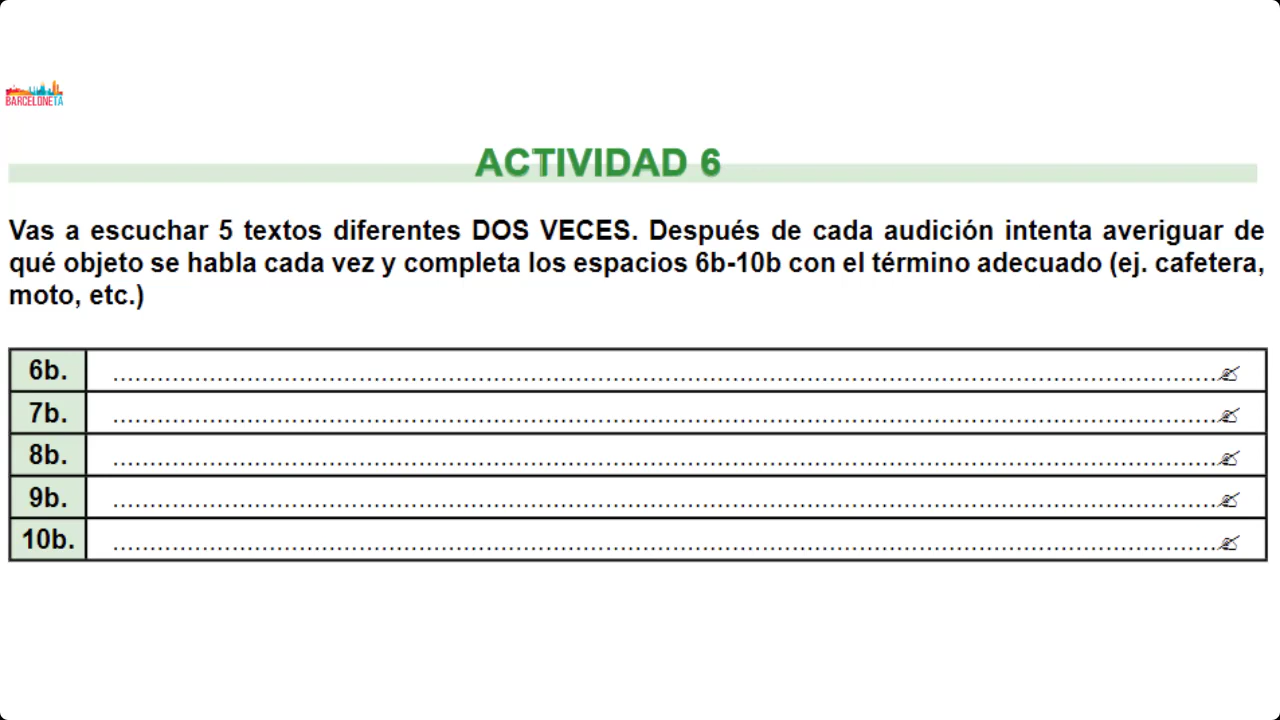 BARCELONETA
ACTIVIDAD 6
Vas a escuchar 5 textos diferentes DOS VECES. Después de cada audición intenta averiguar de
qué objeto se habla cada vez y completa los espacios 6b-10b con el término adecuado (ej. cafetera,
moto, etc.)
6b.
7b.
8b.
9b.
10b.